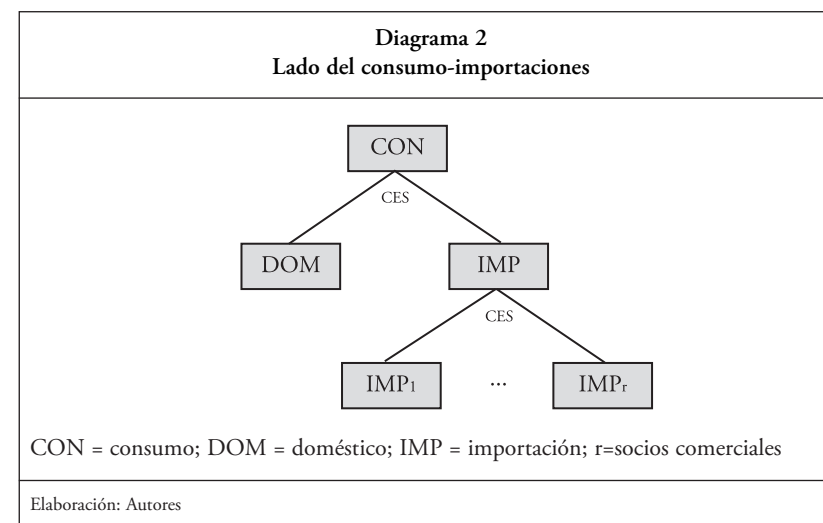 Diagrama 2
Lado del consumo-importaciones
CON
CES
DOM
IMP
CES
IMP1
...
IMPr
CON = consumo; DOM = doméstico; IMP = importación; r=socios comerciales
Elaboración: Autores